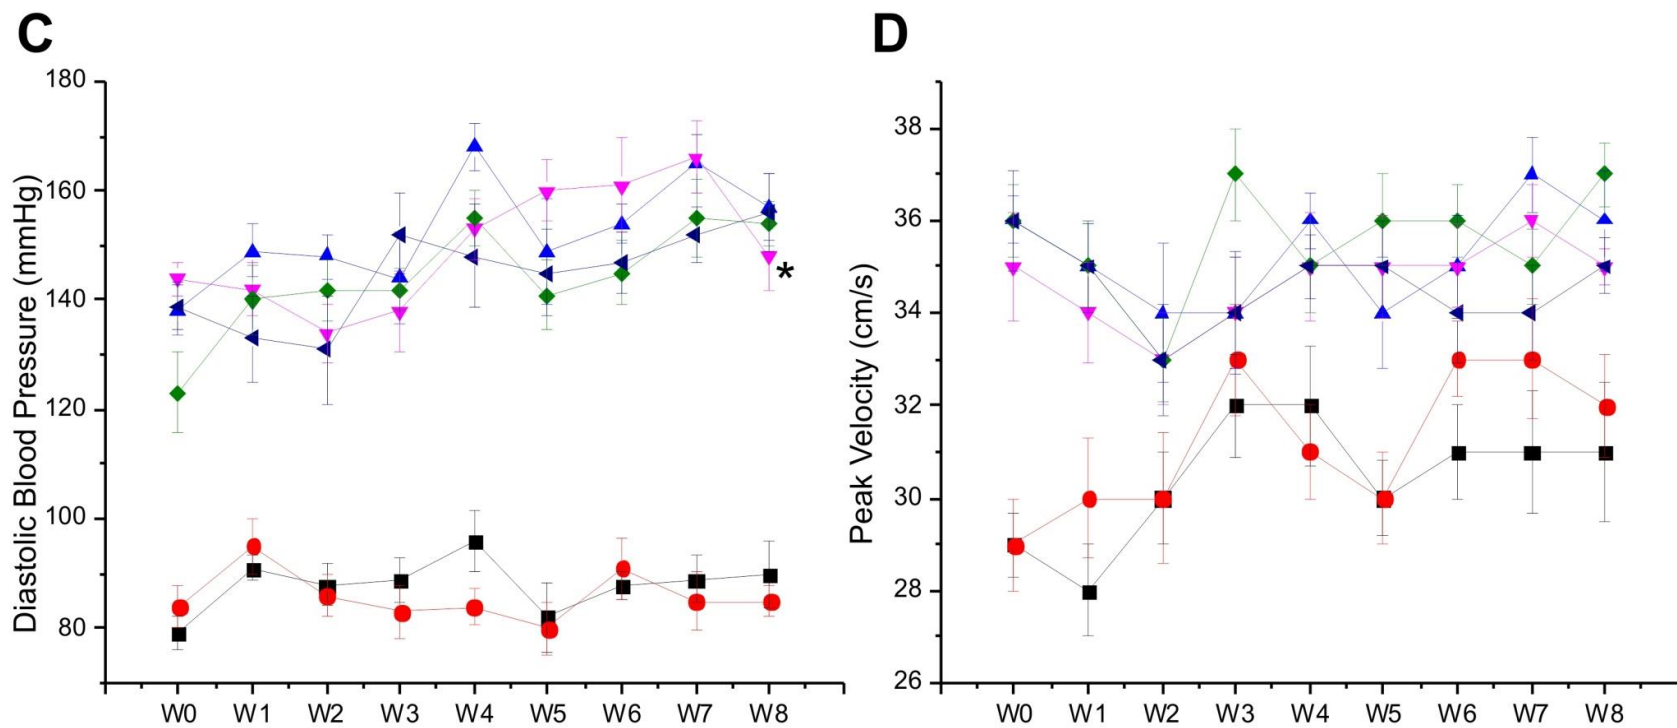 C
Diastolic Blood Pressure (mmHg)
180
160
140
120
100
80
*
W0 W1 W2 W3 W4 W5 W6 W7 W8
D
Peak Velocity (cm/s)
38
36
34
32
30
28
26
W0 W1 W2 W3 W4 W5 W6 W7 W8